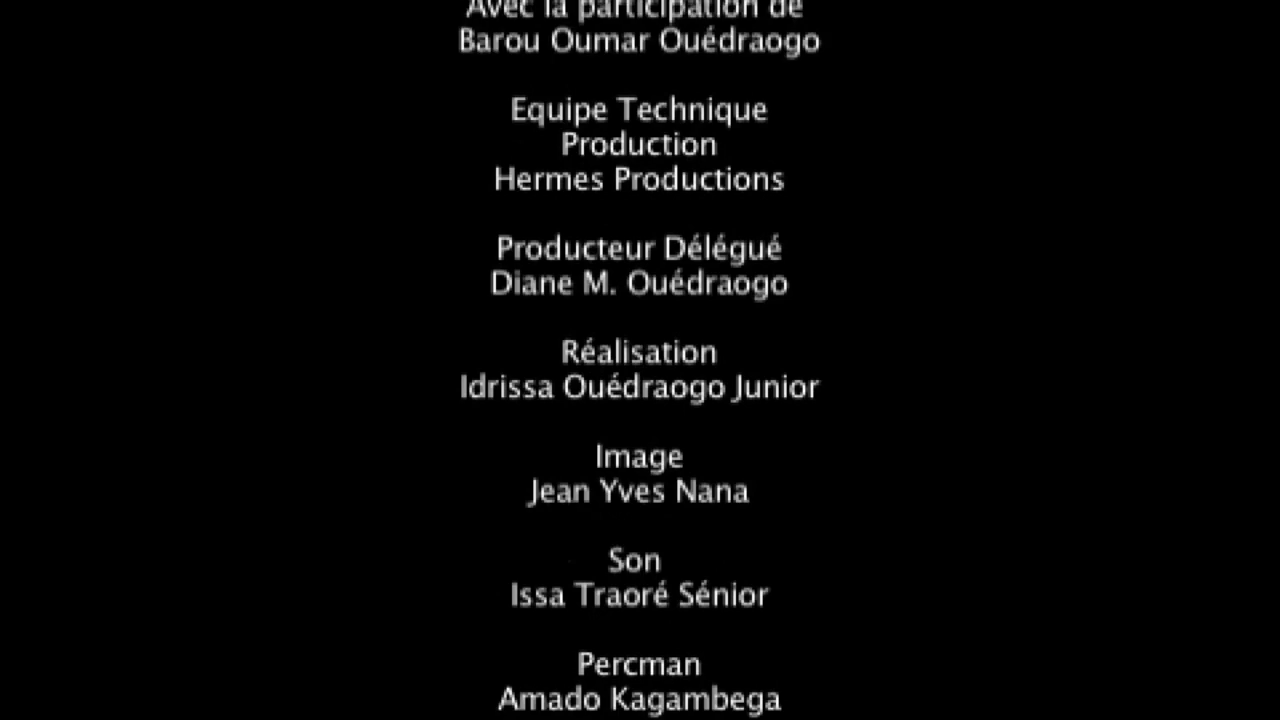 Avec la participation de
Barou Oumar Ouédraogo
Equipe Technique
Production
Hermes Productions
Producteur Délégué
Diane M. Ouédraogo
Réalisation
Idrissa Ouédraogo Junior
Image
Jean Yves Nana
Son
Issa Traoré Sénior
Percman
Amado Kagambega